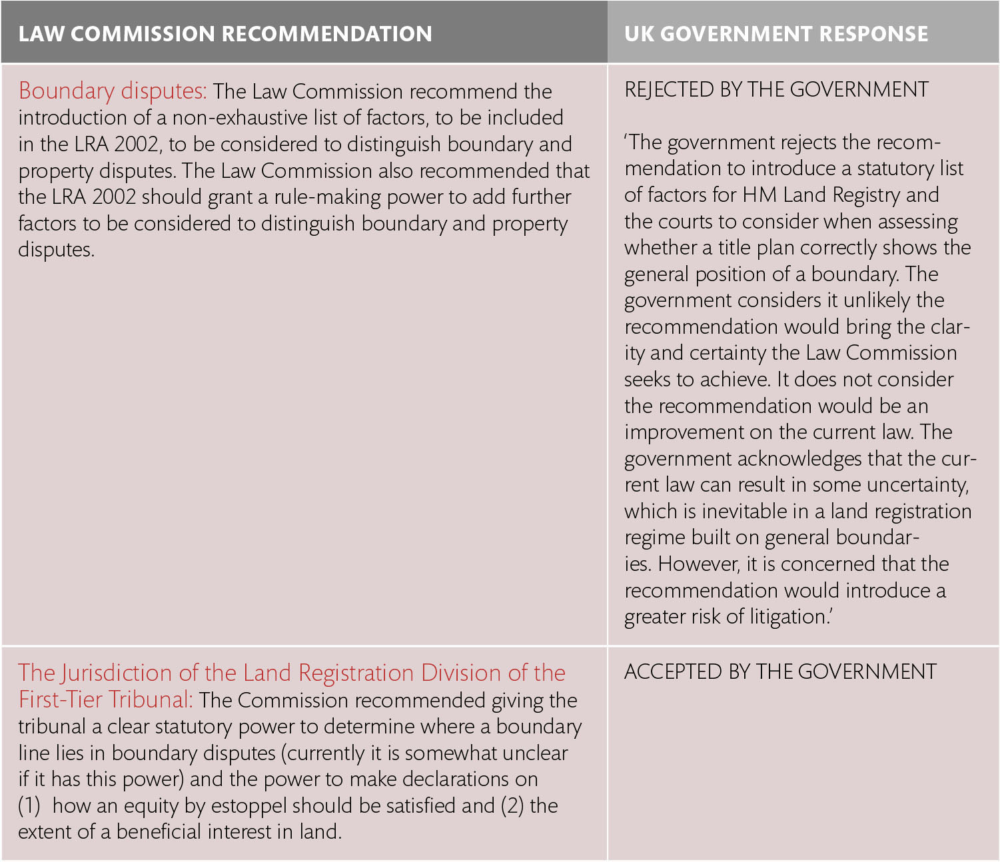 LAW COMMISSION RECOMMENDATION
UK GOVERNMENT RESPONSE
Boundary disputes: The Law Commission recommend the
introduction of a non-exhaustive list of factors, to be included
in the LRA 2002, to be considered to distinguish boundary and
property disputes. The Law Commission also recommended that
the LRA 2002 should grant a rule-making power to add further
factors to be considered to distinguish boundary and property
disputes.
REJECTED BY THE GOVERNMENT
‘The government rejects the recom-
mendation to introduce a statutory list
of factors for HM Land Registry and
the courts to consider when assessing
whether a title plan correctly shows the
general position of a boundary. The
government considers it unlikely the
recommendation would bring the clar-
ity and certainty the Law Commission
seeks to achieve. It does not consider
the recommendation would be an
improvement on the current law. The
government acknowledges that the cur-
rent law can result in some uncertainty,
which is inevitable in a land registration
regime built on general boundar-
ies. However, it is concerned that the
recommendation would introduce a
greater risk of litigation.’
The Jurisdiction of the Land Registration Division of the
First-Tier Tribunal: The Commission recommended giving the
tribunal a clear statutory power to determine where a boundary
line lies in boundary disputes (currently it is somewhat unclear
if it has this power) and the power to make declarations on
(1) how an equity by estoppel should be satisfied and (2) the
extent of a beneficial interest in land.
ACCEPTED BY THE GOVERNMENT